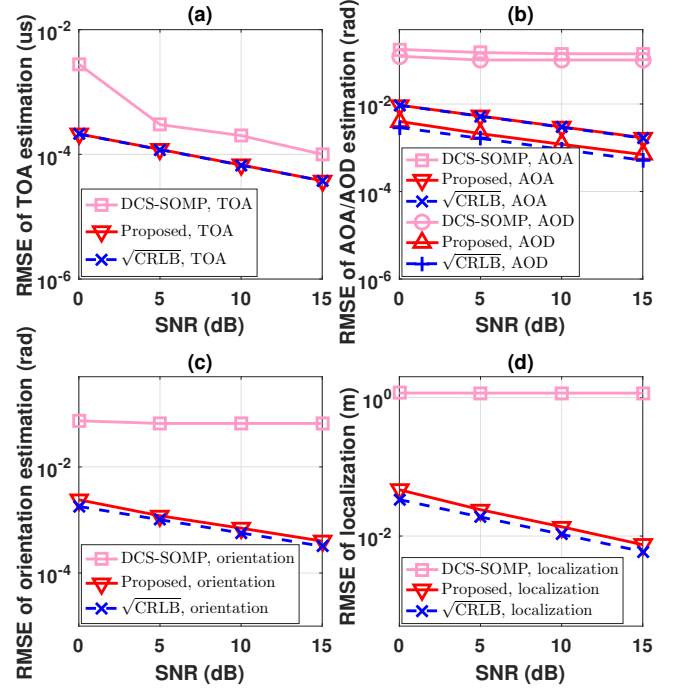 (a)
RMSE of TOA estimation (us)
10^-2
10^-4
10^-6
DCS-SOMP, TOA
Proposed, TOA
√CRLB, TOA
0 5 10 15
SNR (dB)
(b)
RMSE of AOA/AOD estimation (rad)
10^-2
10^-4
10^-6
DCS-SOMP, AOA
Proposed, AOA
√CRLB, AOA
DCS-SOMP, AOD
Proposed, AOD
√CRLB, AOD
0 5 10 15
SNR (dB)
(c)
RMSE of orientation estimation (rad)
10^-2
10^-4
DCS-SOMP, orientation
Proposed, orientation
√CRLB, orientation
0 5 10 15
SNR (dB)
(d)
RMSE of localization (m)
10^0
10^-2
DCS-SOMP, localization
Proposed, localization
√CRLB, localization
0 5 10 15
SNR (dB)